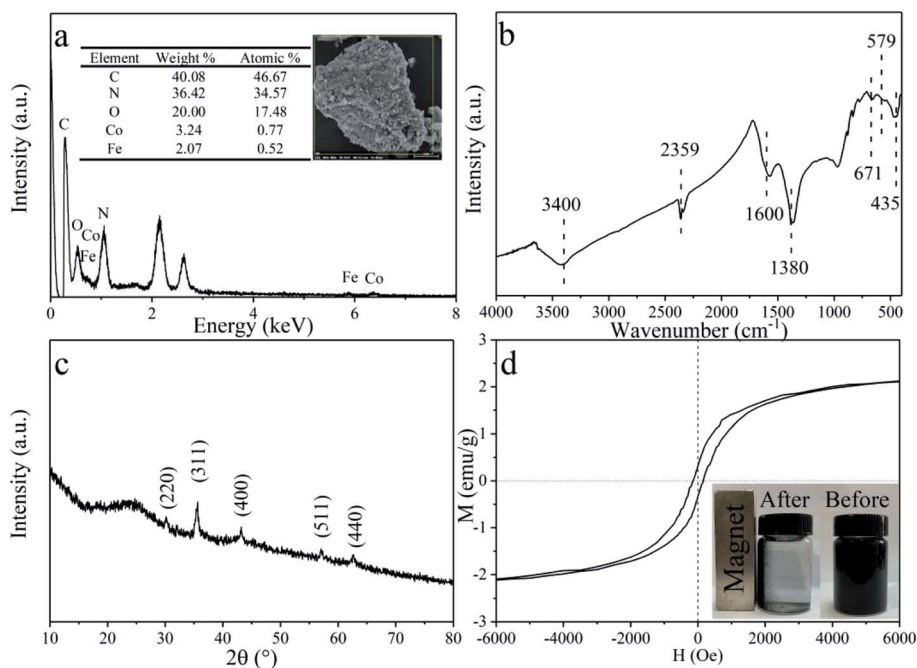 a
Element Weight % Atomic %
C 40.08 46.67
N 36.42 34.57
O 20.00 17.48
Co 3.24 0.77
Fe 2.07 0.52
C
O
Co
Fe
N
Fe Co
0 2 4 6 8
Energy (keV)
Intensity (a.u.)
b
3400
2359
1600
1380
671
579
435
4000 3500 3000 2500 2000 1500 1000 500
Wavenumber (cm-1)
Intensity (a.u.)
c
(220)
(311)
(400)
(511)
(440)
10 20 30 40 50 60 70 80
2θ (°)
Intensity (a.u.)
d
3
2
1
0
-1
-2
-3
M (emu/g)
Magnet
After Before
-6000 -4000 -2000 0 2000 4000 6000
H (Oe)